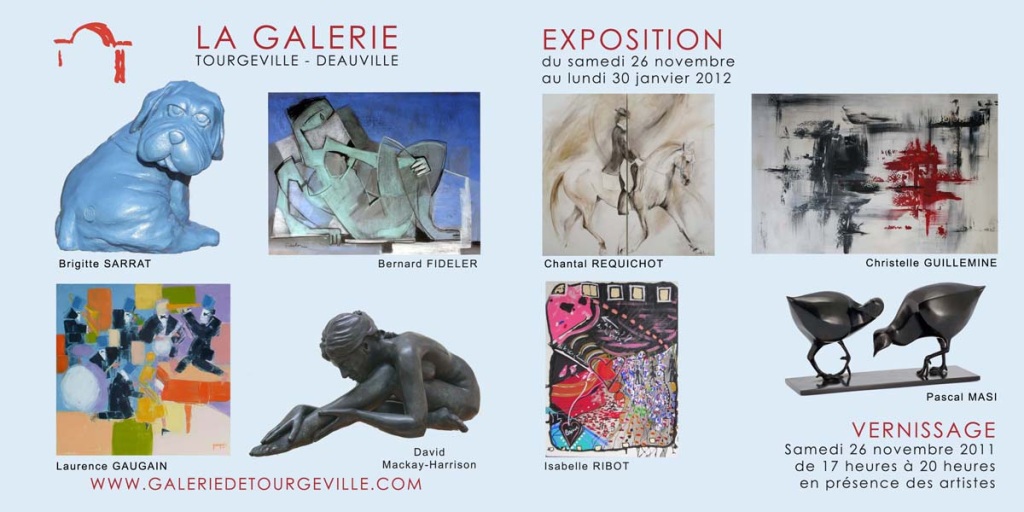 LA GALERIE
TOURGEVILLE - DEAUVILLE
EXPOSITION
du samedi 26 novembre
au lundi 30 janvier 2012
Brigitte SARRAT
Bernard FIDELER
Chantal REQUICHOT
Christelle GUILLEMINE
Laurence GAUGAIN
David
Mackay-Harrison
Isabelle RIBOT
Pascal MASI
WWW.GALERIEDETOURGEVILLE.COM
VERNISSAGE
Samedi 26 novembre 2011
de 17 heures à 20 heures
en présence des artistes